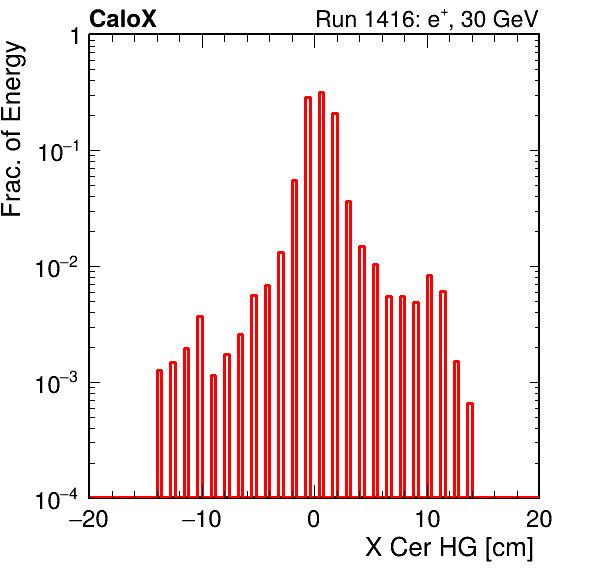 CaloX Run 1416: e⁺, 30 GeV
Frac. of Energy
1
10⁻¹
10⁻²
10⁻³
10⁻⁴
−20 −10 0 10 20
X Cer HG [cm]